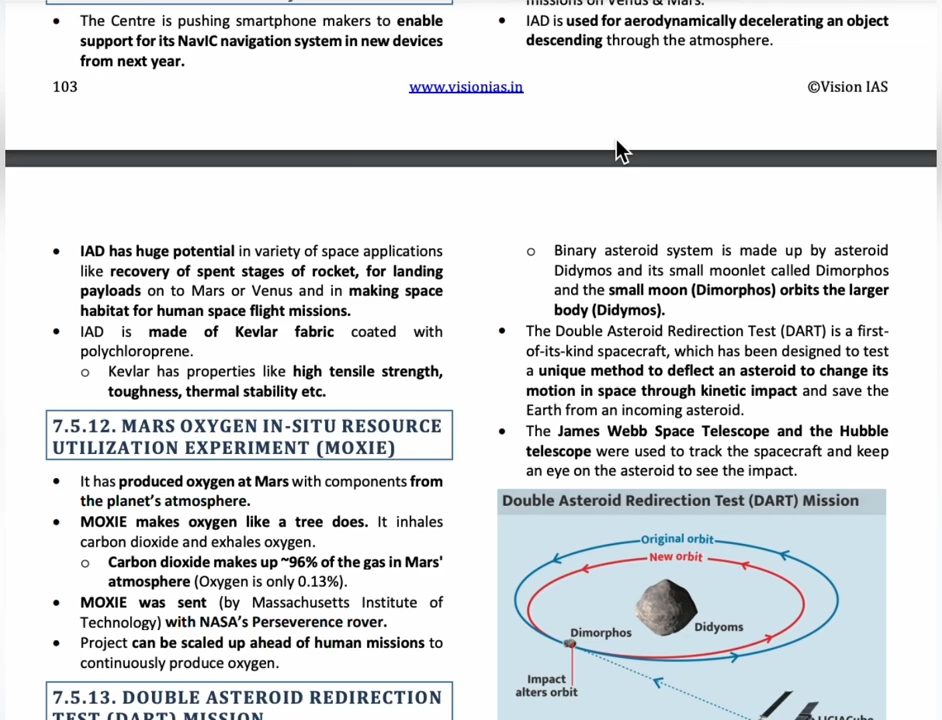 • The Centre is pushing smartphone makers to enable
support for its NavIC navigation system in new devices
from next year.
missions on Venus & Mars.
• IAD is used for aerodynamically decelerating an object
descending through the atmosphere.
103
www.visionias.in
©Vision IAS
• IAD has huge potential in variety of space applications
like recovery of spent stages of rocket, for landing
payloads on to Mars or Venus and in making space
habitat for human space flight missions.
• IAD is made of Kevlar fabric coated with
polychloroprene.
o Kevlar has properties like high tensile strength,
toughness, thermal stability etc.
7.5.12. MARS OXYGEN IN-SITU RESOURCE
UTILIZATION EXPERIMENT (MOXIE)
• It has produced oxygen at Mars with components from
the planet's atmosphere.
• MOXIE makes oxygen like a tree does. It inhales
carbon dioxide and exhales oxygen.
o Carbon dioxide makes up ~96% of the gas in Mars'
atmosphere (Oxygen is only 0.13%).
• MOXIE was sent (by Massachusetts Institute of
Technology) with NASA's Perseverence rover.
• Project can be scaled up ahead of human missions to
continuously produce oxygen.
7.5.13. DOUBLE ASTEROID REDIRECTION
TEST (DART) MISSION
o Binary asteroid system is made up by asteroid
Didymos and its small moonlet called Dimorphos
and the small moon (Dimorphos) orbits the larger
body (Didymos).
• The Double Asteroid Redirection Test (DART) is a first-
of-its-kind spacecraft, which has been designed to test
a unique method to deflect an asteroid to change its
motion in space through kinetic impact and save the
Earth from an incoming asteroid.
• The James Webb Space Telescope and the Hubble
telescope were used to track the spacecraft and keep
an eye on the asteroid to see the impact.
Double Asteroid Redirection Test (DART) Mission
Original orbit
New orbit
Dimorphos
Didyoms
Impact
alters orbit
LICIACube